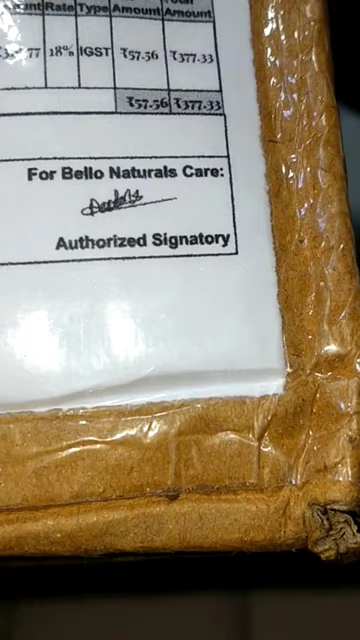 Rate Type Amount Amount
18% IGST ₹57.56 ₹377.33
₹57.56 ₹377.33
For Bello Naturals Care:
Authorized Signatory